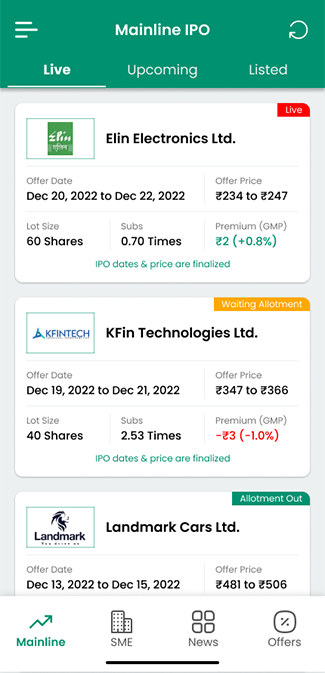 Mainline IPO
Live Upcoming Listed
Live
Elin Electronics Ltd.
Offer Date Offer Price
Dec 20, 2022 to Dec 22, 2022 ₹234 to ₹247
Lot Size Subs Premium (GMP)
60 Shares 0.70 Times ₹2 (+0.8%)
IPO dates & price are finalized
Waiting Allotment
KFINTECH
KFin Technologies Ltd.
Offer Date Offer Price
Dec 19, 2022 to Dec 21, 2022 ₹347 to ₹366
Lot Size Subs Premium (GMP)
40 Shares 2.53 Times -₹3 (-1.0%)
IPO dates & price are finalized
Allotment Out
Landmark
Landmark Cars Ltd.
Offer Date Offer Price
Dec 13, 2022 to Dec 15, 2022 ₹481 to ₹506
Mainline SME News Offers